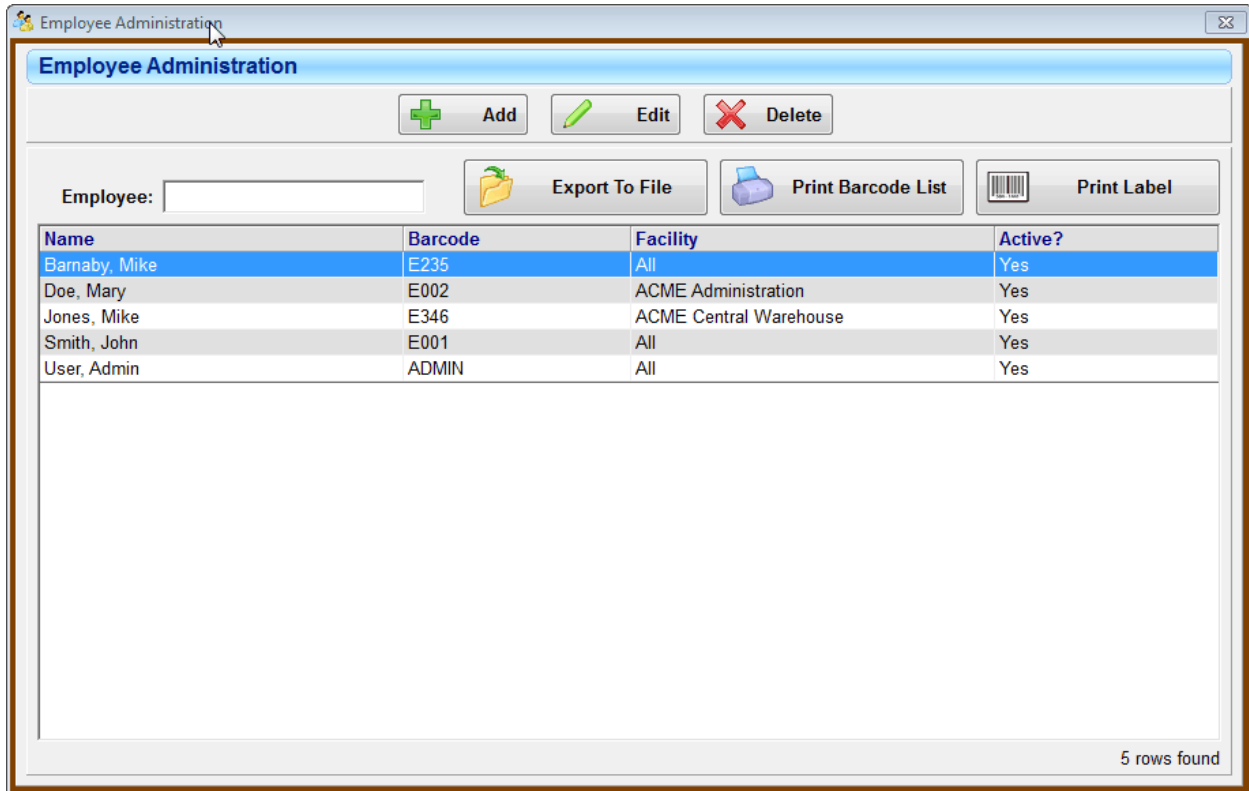 Employee Administration
Employee Administration
Add Edit Delete
Employee: Export To File Print Barcode List Print Label
Name Barcode Facility Active?
Barnaby, Mike E235 All Yes
Doe, Mary E002 ACME Administration Yes
Jones, Mike E346 ACME Central Warehouse Yes
Smith, John E001 All Yes
User, Admin ADMIN All Yes
5 rows found